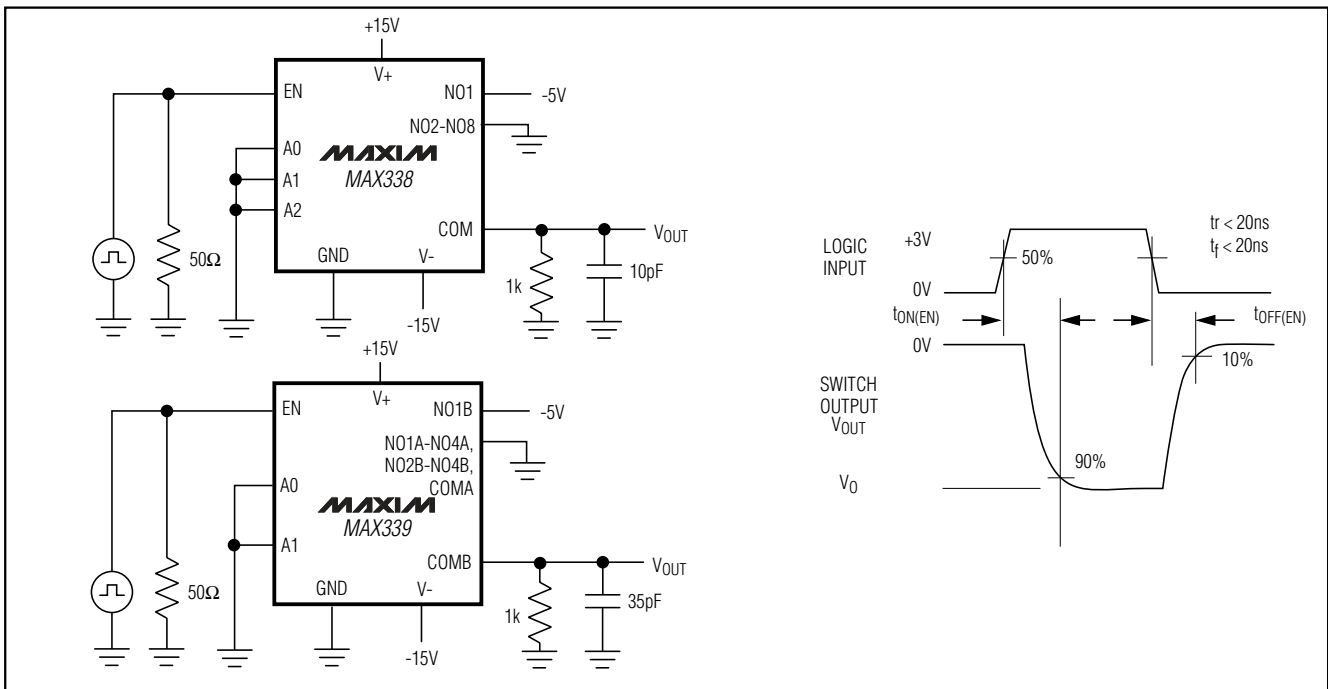 +15V
V+
EN
NO1
-5V
NO2-NO8
A0
MAXIM
MAX338
A1
A2
COM
VOUT
50Ω
GND
V-
1k
10pF
-15V
+15V
V+
EN
NO1B
-5V
NO1A-NO4A,
NO2B-NO4B,
COMA
A0
MAXIM
MAX339
A1
COMB
VOUT
50Ω
GND
V-
1k
35pF
-15V
LOGIC
INPUT
+3V
50%
tr < 20ns
tf < 20ns
0V
tON(EN)
tOFF(EN)
0V
10%
SWITCH
OUTPUT
VOUT
90%
VO